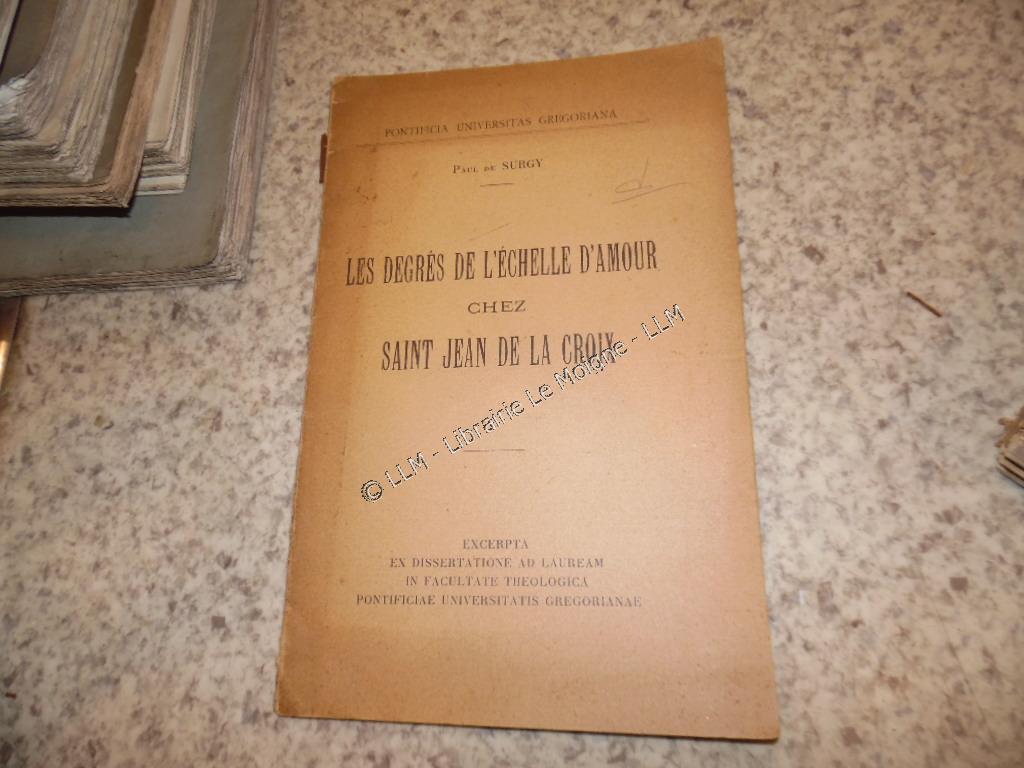 PONTIFICIA UNIVERSITAS GREGORIANA
PAUL DE SURGY
LES DEGRÉS DE L'ÉCHELLE D'AMOUR
CHEZ
SAINT JEAN DE LA CROIX
© LLM - Librairie Le Moigne - LLM
EXCERPTA
EX DISSERTATIONE AD LAUREAM
IN FACULTATE THEOLOGICA
PONTIFICIAE UNIVERSITATIS GREGORIANAE